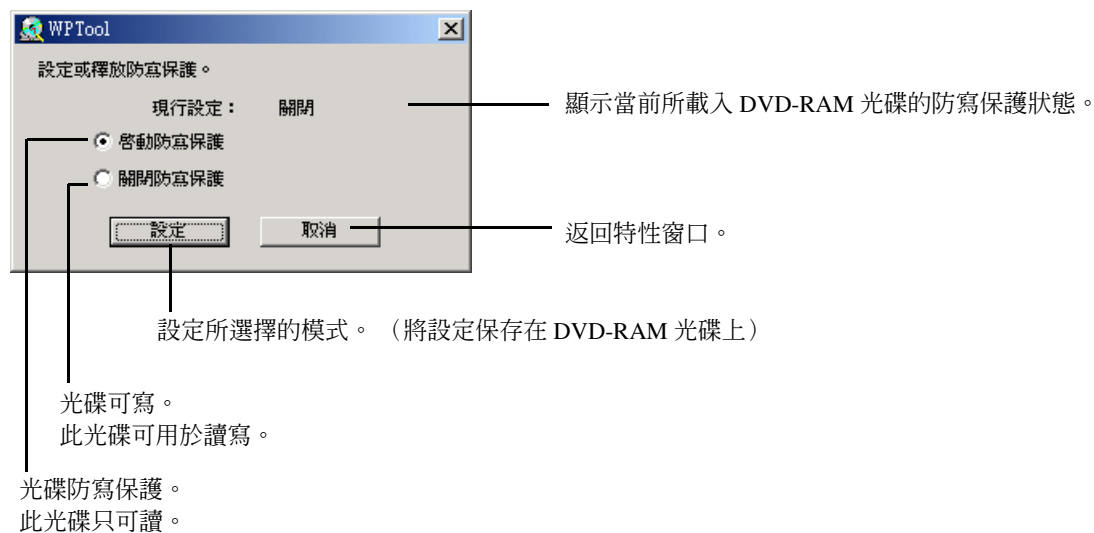 WPTool
設定或釋放防寫保護。
現行設定： 關閉
顯示當前所載入 DVD-RAM 光碟的防寫保護狀態。
啓動防寫保護
關閉防寫保護
設定 取消
返回特性窗口。
設定所選擇的模式。（將設定保存在 DVD-RAM 光碟上）
光碟可寫。
此光碟可用於讀寫。
光碟防寫保護。
此光碟只可讀。